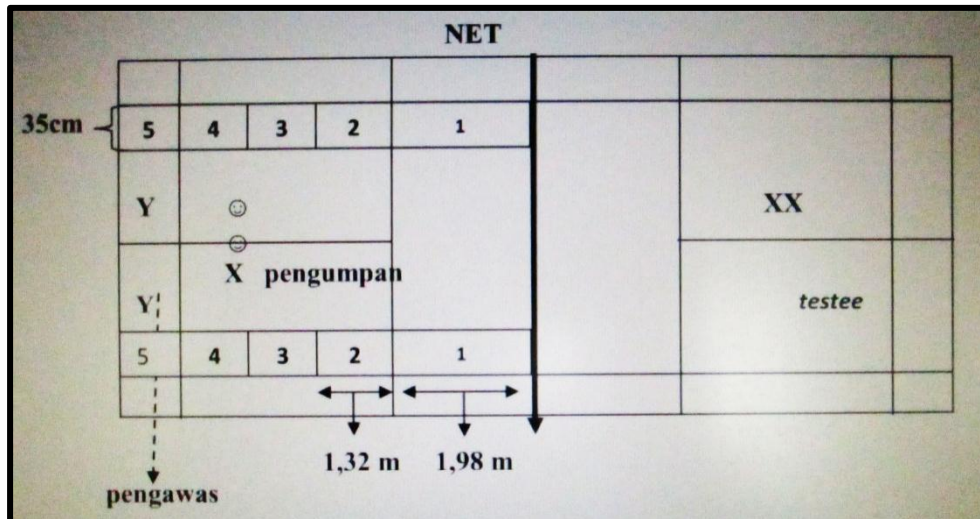 NET
35cm
5 4 3 2 1
Y XX
X pengumpan
Y testee
5 4 3 2 1
1,32 m 1,98 m
pengawas